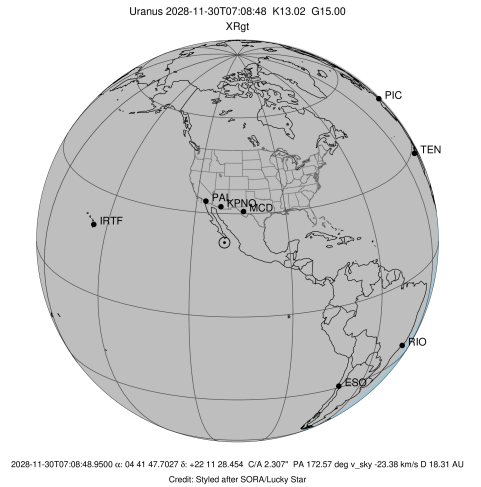 Uranus 2028-11-30T07:08:48 K13.02 G15.00
XRgt
PIC
TEN
PAL
KPNO
MCD
IRTF
RIO
ESO
2028-11-30T07:08:48.9500 α: 04 41 47.7027 δ: +22 11 28.454 C/A 2.307" PA 172.57 deg v_sky -23.38 km/s D 18.31 AU
Credit: Styled after SORA/Lucky Star